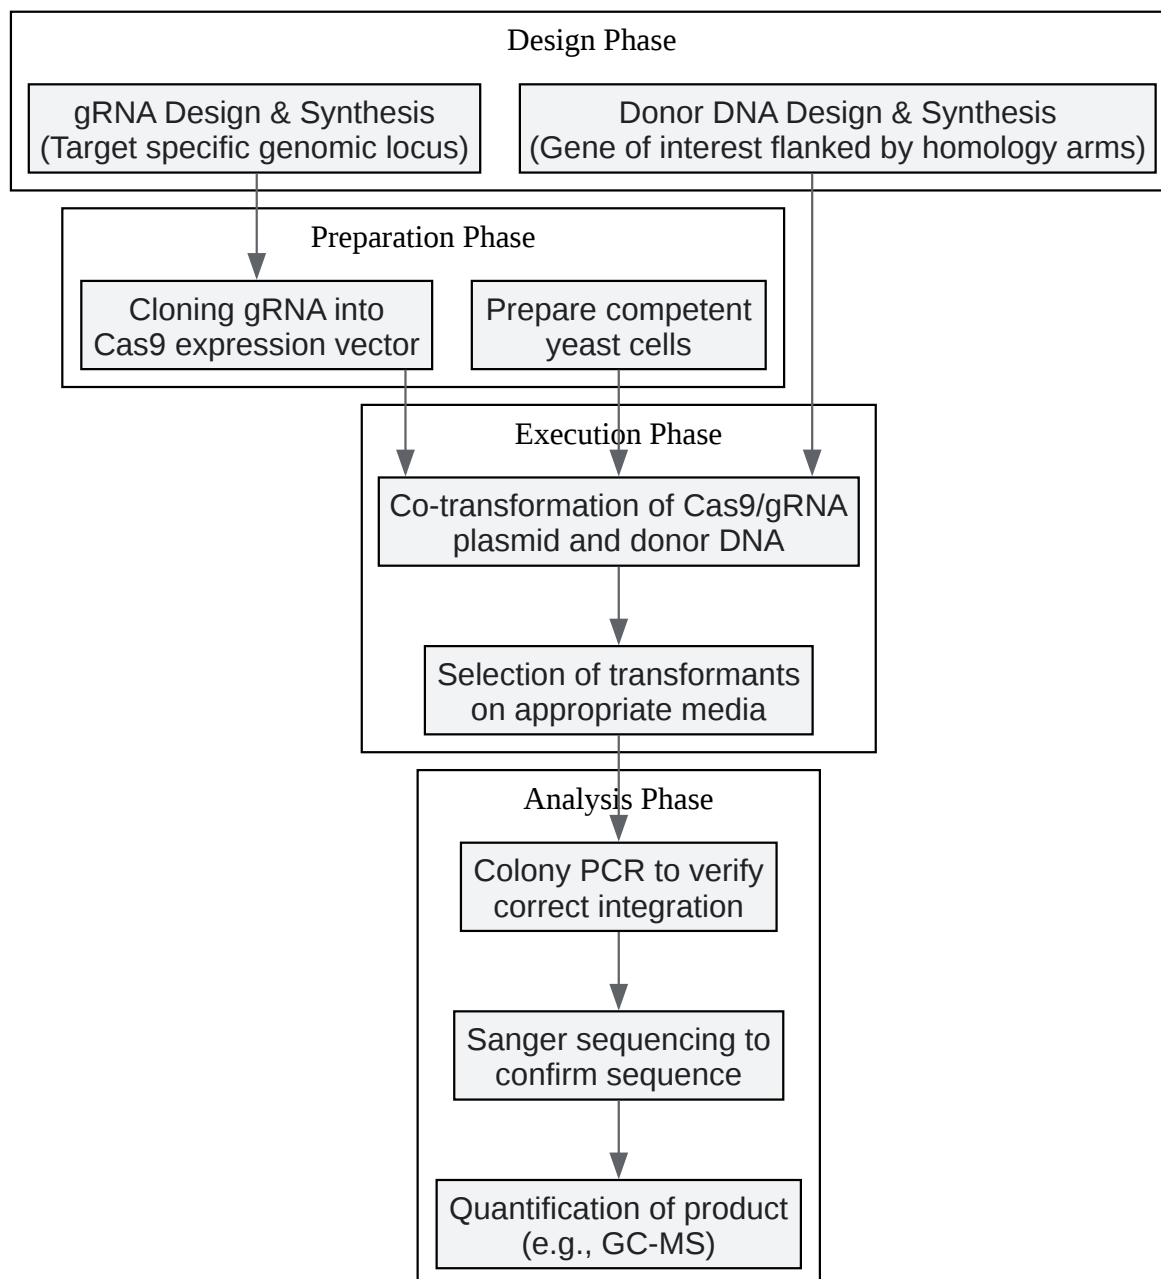 Design Phase
gRNA Design & Synthesis
(Target specific genomic locus)
Donor DNA Design & Synthesis
(Gene of interest flanked by homology arms)
Preparation Phase
Cloning gRNA into
Cas9 expression vector
Prepare competent
yeast cells
Execution Phase
Co-transformation of Cas9/gRNA
plasmid and donor DNA
Selection of transformants
on appropriate media
Analysis Phase
Colony PCR to verify
correct integration
Sanger sequencing to
confirm sequence
Quantification of product
(e.g., GC-MS)